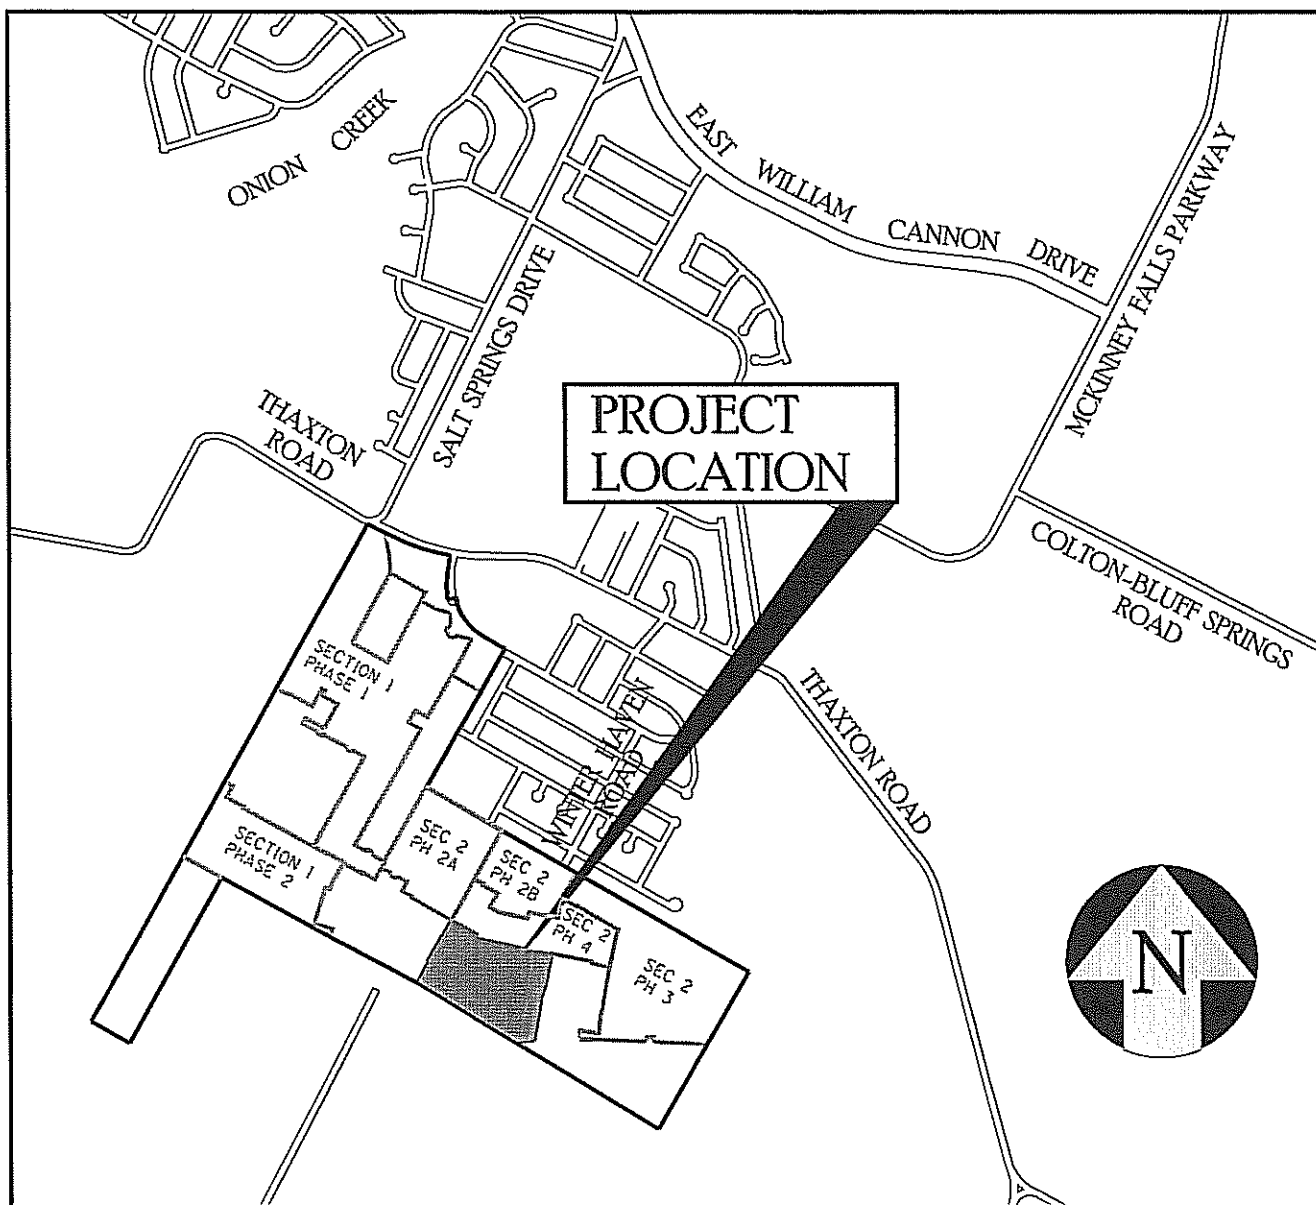 ONION CREEK
EAST WILLIAM CANNON DRIVE
MCKINNEY FALLS PARKWAY
SALT SPRINGS DRIVE
THAXTON
ROAD
PROJECT
LOCATION
COLTON-BLUFF SPRINGS
ROAD
SECTION 1
PHASE 1
WINTER HAVEN
ROAD
THAXTON ROAD
SECTION 1
PHASE 2
SEC 2
PH 2A
SEC 2
PH 2B
SEC 2
PH 4
SEC 2
PH 3
N